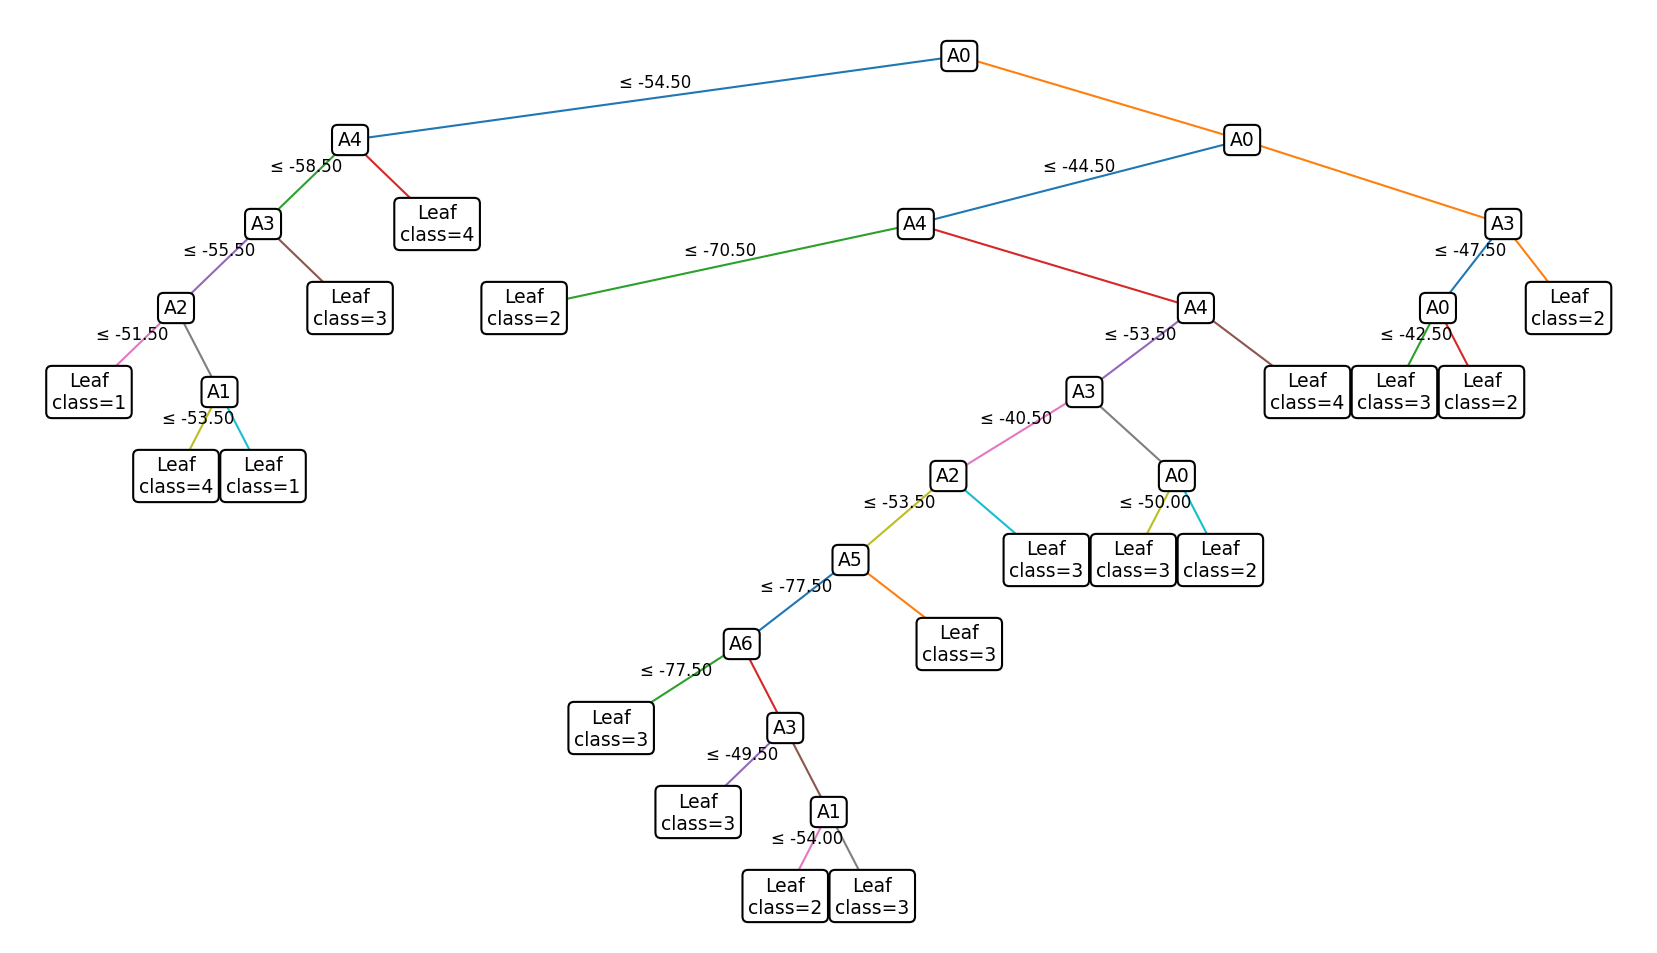 A0
≤ -54.50
A4
A0
≤ -58.50
≤ -44.50
A3
Leaf
class=4
A4
A3
≤ -55.50
≤ -70.50
≤ -47.50
A2
Leaf
class=3
Leaf
class=2
A4
A0
Leaf
class=2
≤ -51.50
≤ -53.50
≤ -42.50
Leaf
class=1
A1
A3
Leaf
class=4
Leaf
class=3
Leaf
class=2
≤ -53.50
≤ -40.50
Leaf
class=4
Leaf
class=1
A2
A0
≤ -53.50
≤ -50.00
A5
Leaf
class=3
Leaf
class=3
Leaf
class=2
≤ -77.50
A6
Leaf
class=3
≤ -77.50
Leaf
class=3
A3
≤ -49.50
Leaf
class=3
A1
≤ -54.00
Leaf
class=2
Leaf
class=3